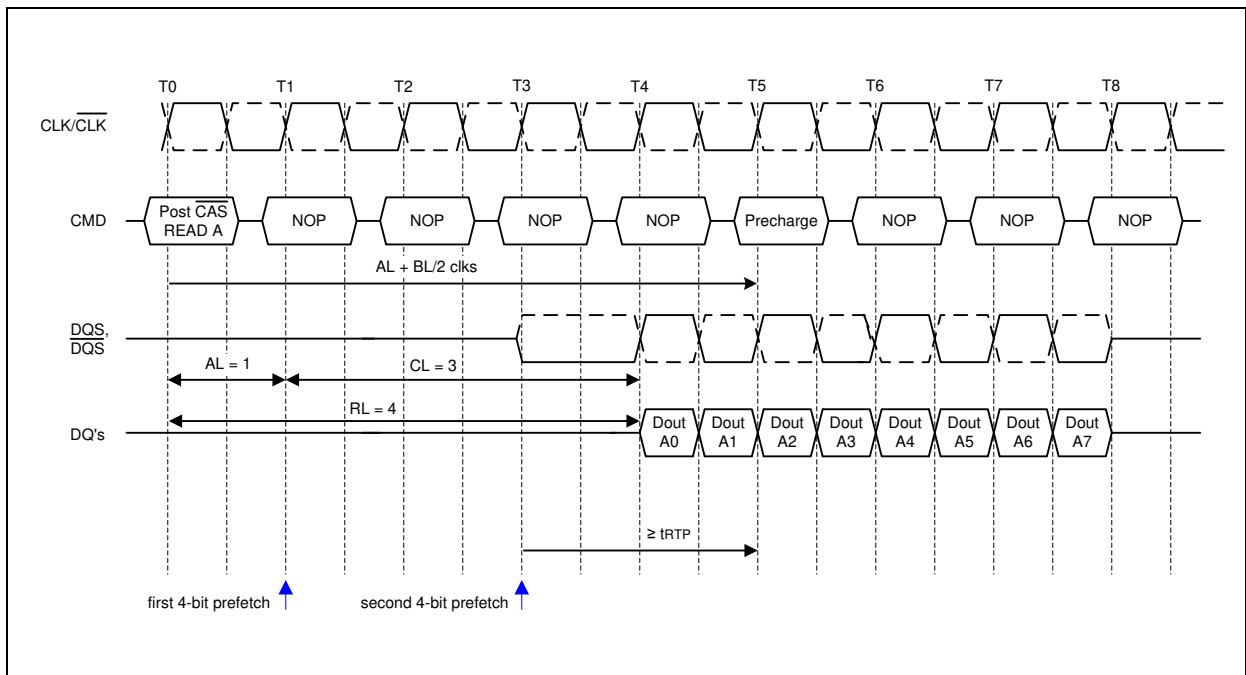 T0 T1 T2 T3 T4 T5 T6 T7 T8
CLK/CLK
CMD
Post CAS
READ A
NOP NOP NOP NOP Precharge NOP NOP NOP
AL + BL/2 clks
DQS,
DQS
AL = 1
CL = 3
RL = 4
DQ's
Dout
A0
Dout
A1
Dout
A2
Dout
A3
Dout
A4
Dout
A5
Dout
A6
Dout
A7
≥ tRTP
first 4-bit prefetch
second 4-bit prefetch